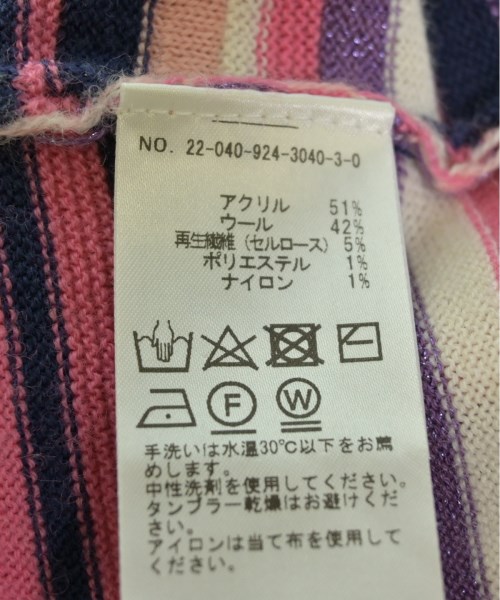 NO. 22-040-924-3040-3-0
アクリル 51%
ウール 42%
再生繊維(セルロース) 5%
ポリエステル 1%
ナイロン 1%
F W
手洗いは水温30℃以下をお薦
めします。
中性洗剤を使用してください。
タンブラー乾燥はお避けくだ
さい。
アイロンは当て布を使用して
ください。